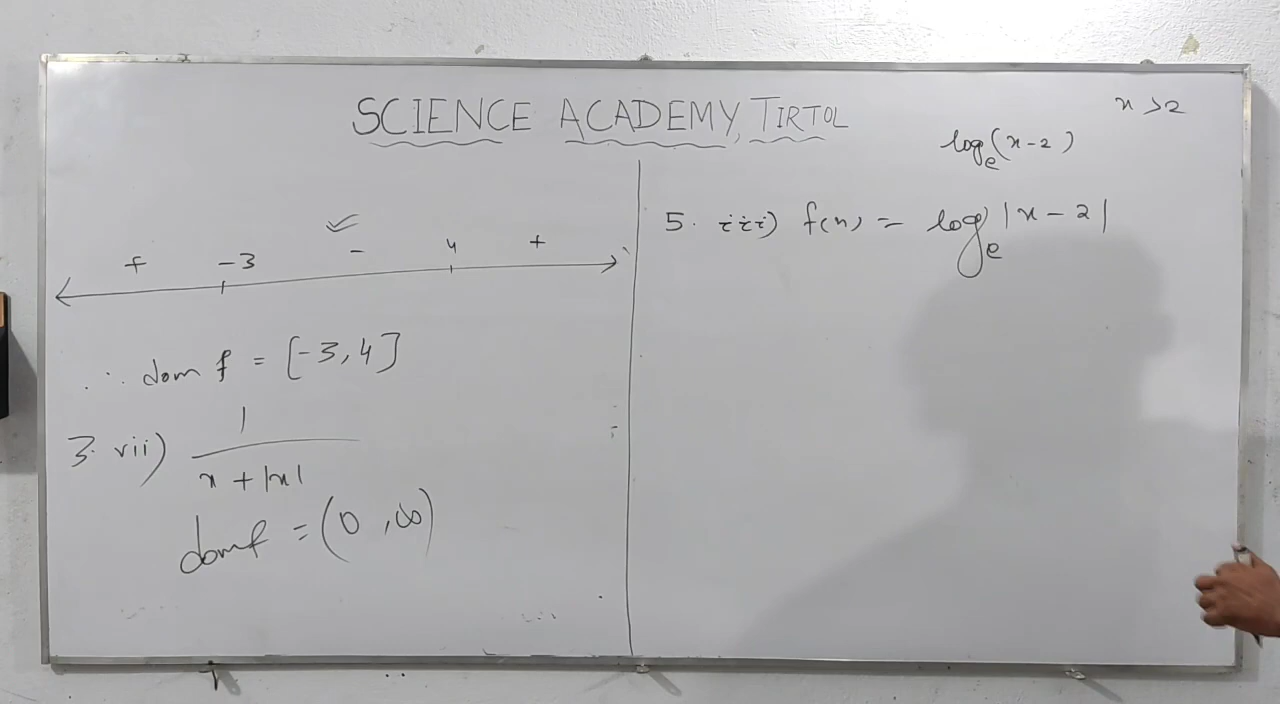 SCIENCE ACADEMY, TIRTOL
+ -3 - 4 +
∴ dom f = [-3, 4]
3. vii) 1/(x + |x|)
dom f = (0, ∞)
x > 2
logₑ(x - 2)
5. iii) f(x) = logₑ|x - 2|